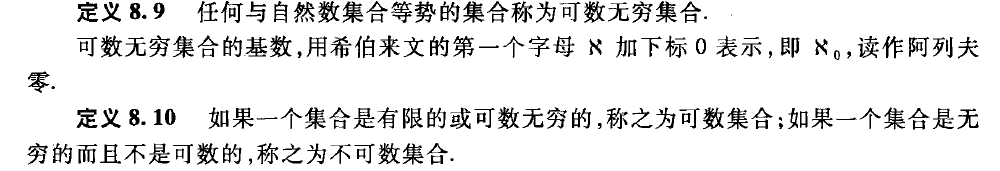 定义 8.9 任何与自然数集合等势的集合称为可数无穷集合.
可数无穷集合的基数,用希伯来文的第一个字母 ℵ 加下标 0 表示,即 ℵ₀,读作阿列夫
零.
定义 8.10 如果一个集合是有限的或可数无穷的,称之为可数集合;如果一个集合是无
穷的而且不是可数的,称之为不可数集合.